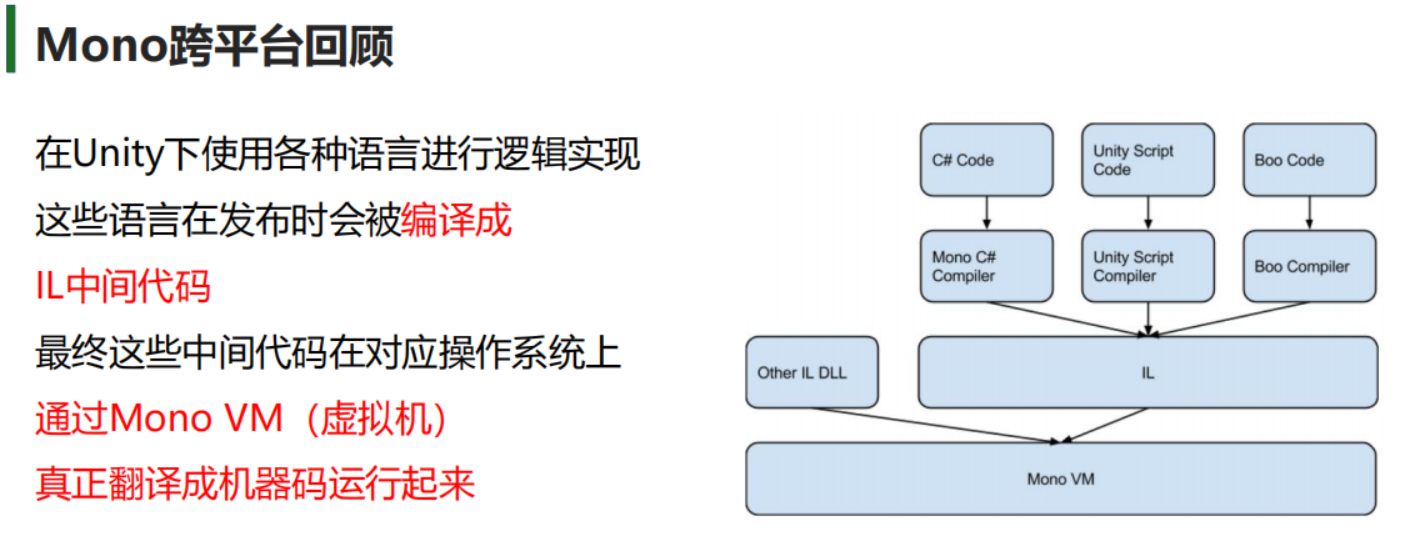 Mono跨平台回顾
在Unity下使用各种语言进行逻辑实现
这些语言在发布时会被编译成
IL中间代码
最终这些中间代码在对应操作系统上
通过Mono VM（虚拟机）
真正翻译成机器码运行起来
C# Code
Unity Script
Code
Boo Code
Mono C#
Compiler
Unity Script
Compiler
Boo Compiler
Other IL DLL
IL
Mono VM